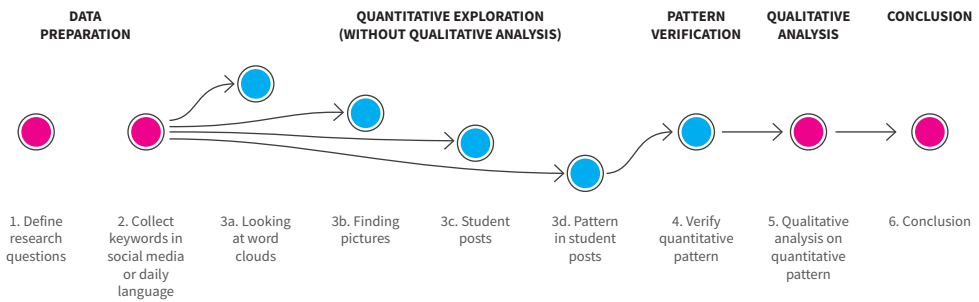 DATA
PREPARATION
QUANTITATIVE EXPLORATION
(WITHOUT QUALITATIVE ANALYSIS)
PATTERN
VERIFICATION
QUALITATIVE
ANALYSIS
CONCLUSION
1. Define
research
questions
2. Collect
keywords in
social media
or daily
language
3a. Looking
at word
clouds
3b. Finding
pictures
3c. Student
posts
3d. Pattern
in student
posts
4. Verify
quantitative
pattern
5. Qualitative
analysis on
quantitative
pattern
6. Conclusion